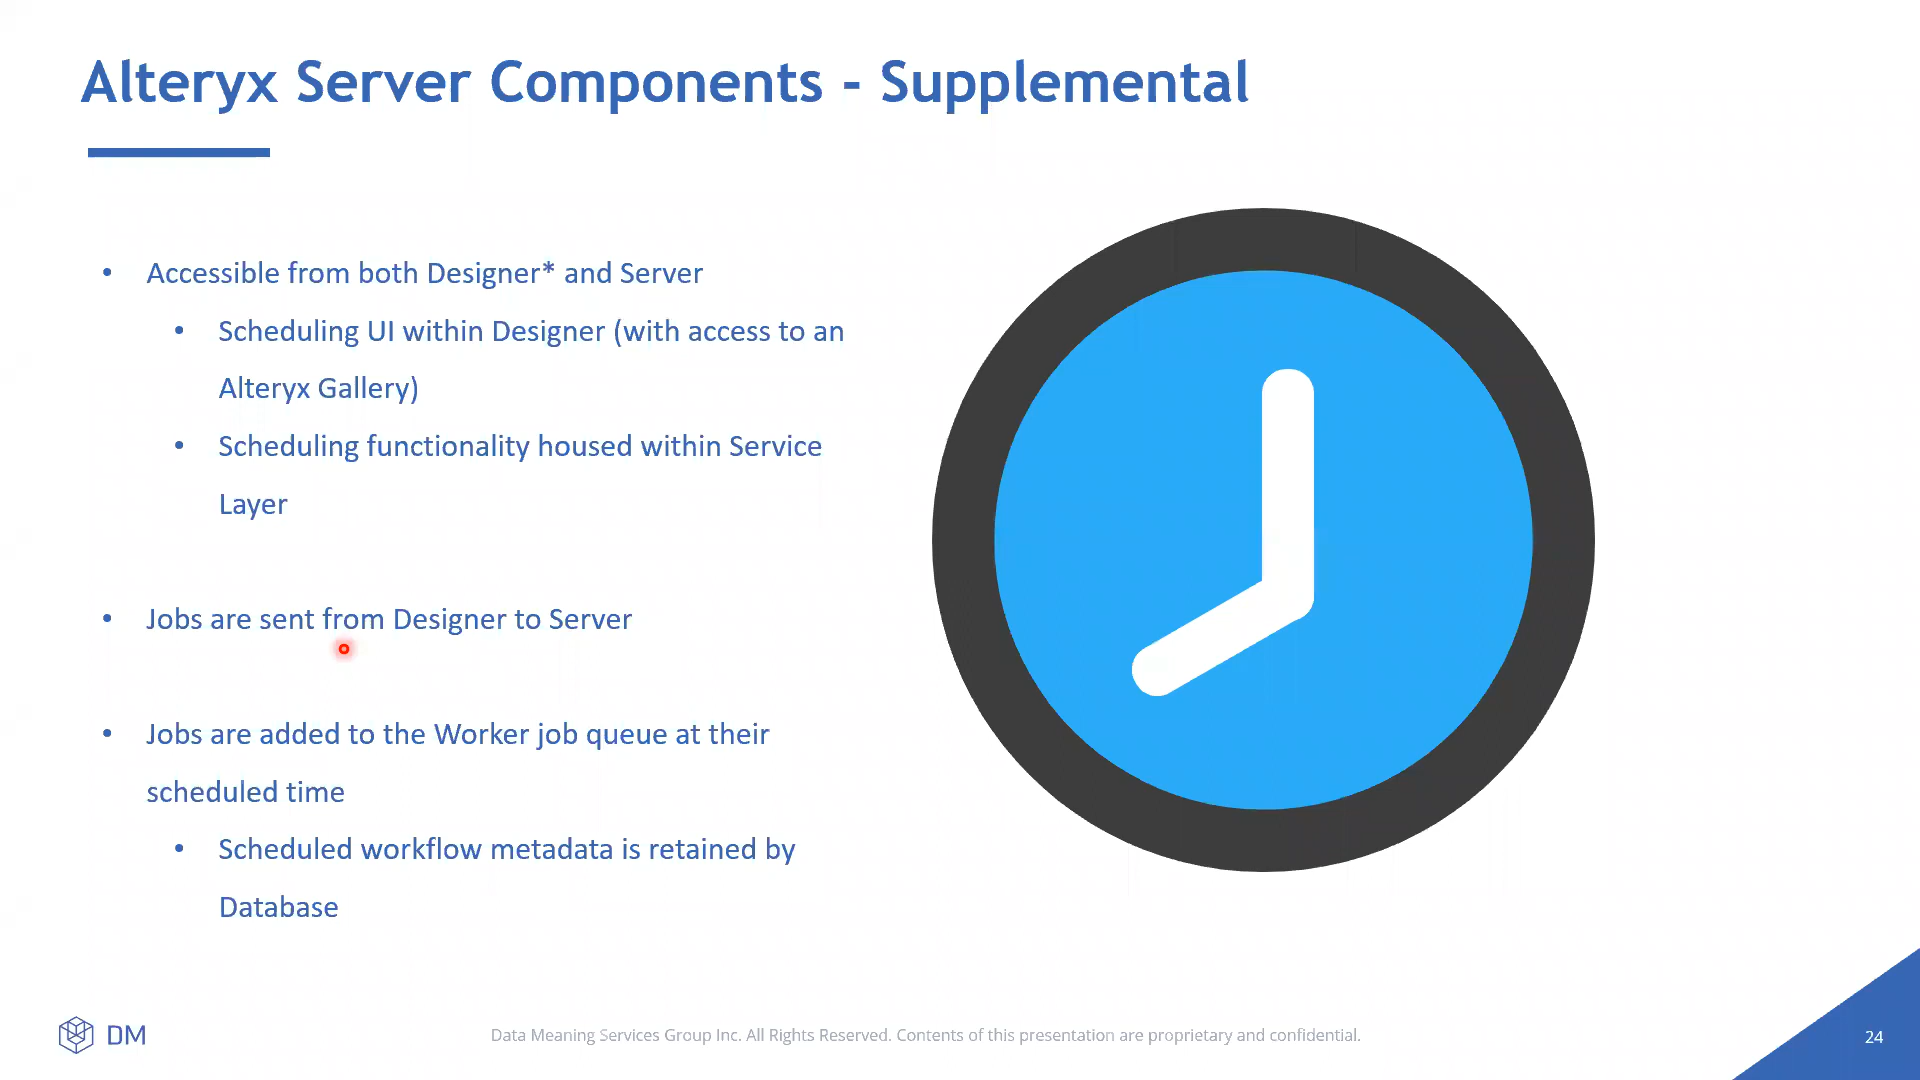 Alteryx Server Components - Supplemental
• Accessible from both Designer* and Server
• Scheduling UI within Designer (with access to an
Alteryx Gallery)
• Scheduling functionality housed within Service
Layer
• Jobs are sent from Designer to Server
• Jobs are added to the Worker job queue at their
scheduled time
• Scheduled workflow metadata is retained by
Database
DM
Data Meaning Services Group Inc. All Rights Reserved. Contents of this presentation are proprietary and confidential.
24